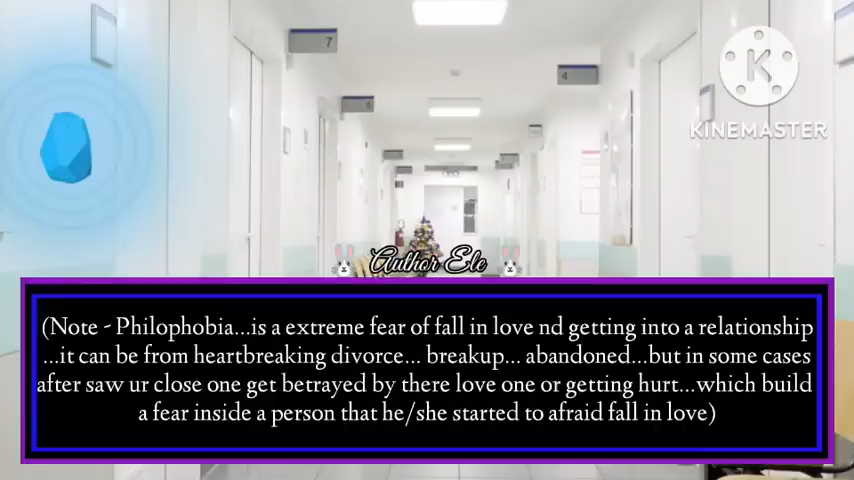 7
4
6
KINEMASTER
Author Ele
(Note - Philophobia...is a extreme fear of fall in love nd getting into a relationship
...it can be from heartbreaking divorce... breakup... abandoned...but in some cases
after saw ur close one get betrayed by there love one or getting hurt...which build
a fear inside a person that he/she started to afraid fall in love)